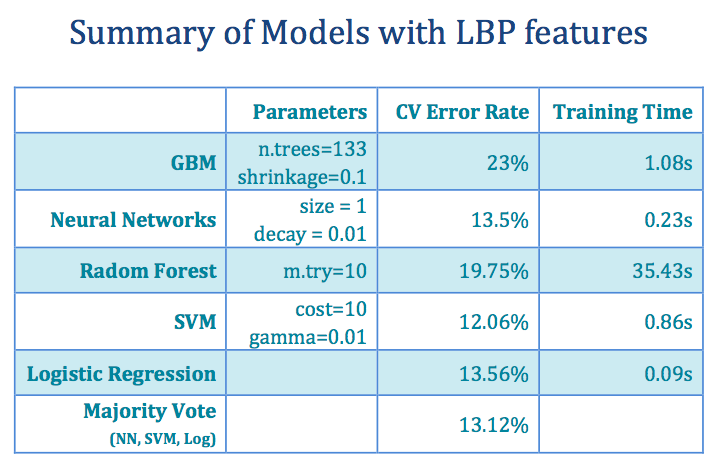 Summary of Models with LBP features
Parameters CV Error Rate Training Time
GBM n.trees=133 shrinkage=0.1 23% 1.08s
Neural Networks size = 1 decay = 0.01 13.5% 0.23s
Radom Forest m.try=10 19.75% 35.43s
SVM cost=10 gamma=0.01 12.06% 0.86s
Logistic Regression 13.56% 0.09s
Majority Vote (NN, SVM, Log) 13.12%